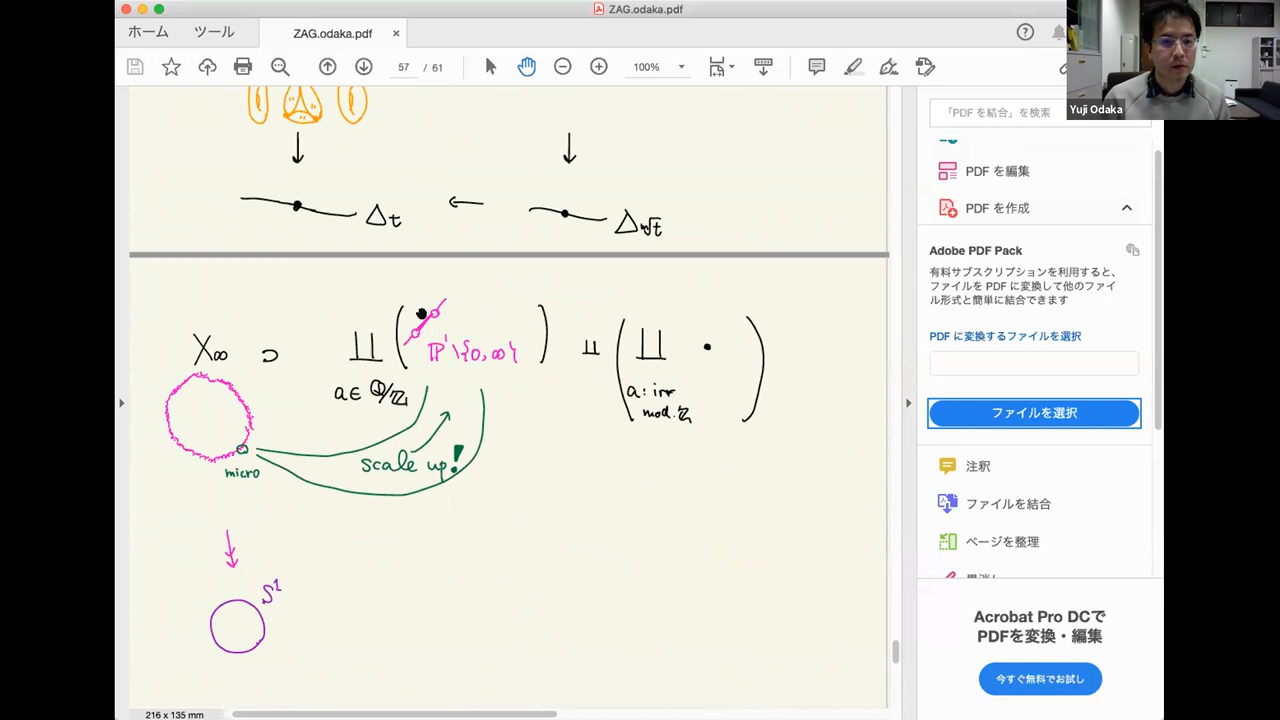 ZAG.odaka.pdf
ホーム ツール ZAG.odaka.pdf ×
57 / 61 100%
Yuji Odaka
「PDF を結合」を検索
PDF を編集
PDF を作成
Adobe PDF Pack
有料サブスクリプションを利用すると、
ファイルを PDF に変換して他のファイ
ル形式と簡単に結合できます
PDF に変換するファイルを選択
ファイルを選択
注釈
ファイルを結合
ページを整理
Acrobat Pro DCで
PDFを変換・編集
今すぐ無料でお試し
Δt ← Δ ᵐ√t
X∞ ⊃ ⨿ ( ℙ¹\{0,∞} ) ⨿ ( ⨿ • )
a∈ℚ/ℤ
a: irr
mod. ℤ
scale up!
micro
S¹
216 x 135 mm